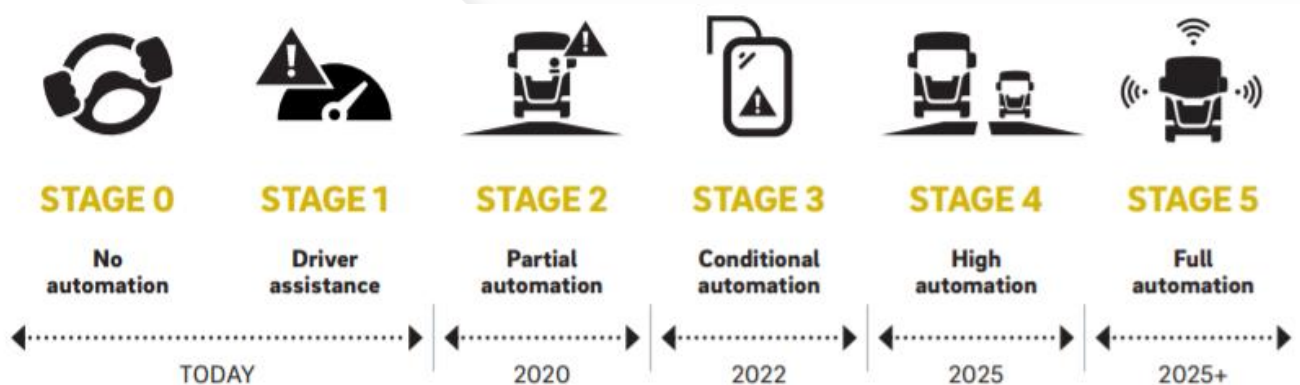 STAGE 0 STAGE 1 STAGE 2 STAGE 3 STAGE 4 STAGE 5
No automation
Driver assistance
Partial automation
Conditional automation
High automation
Full automation
TODAY 2020 2022 2025 2025+